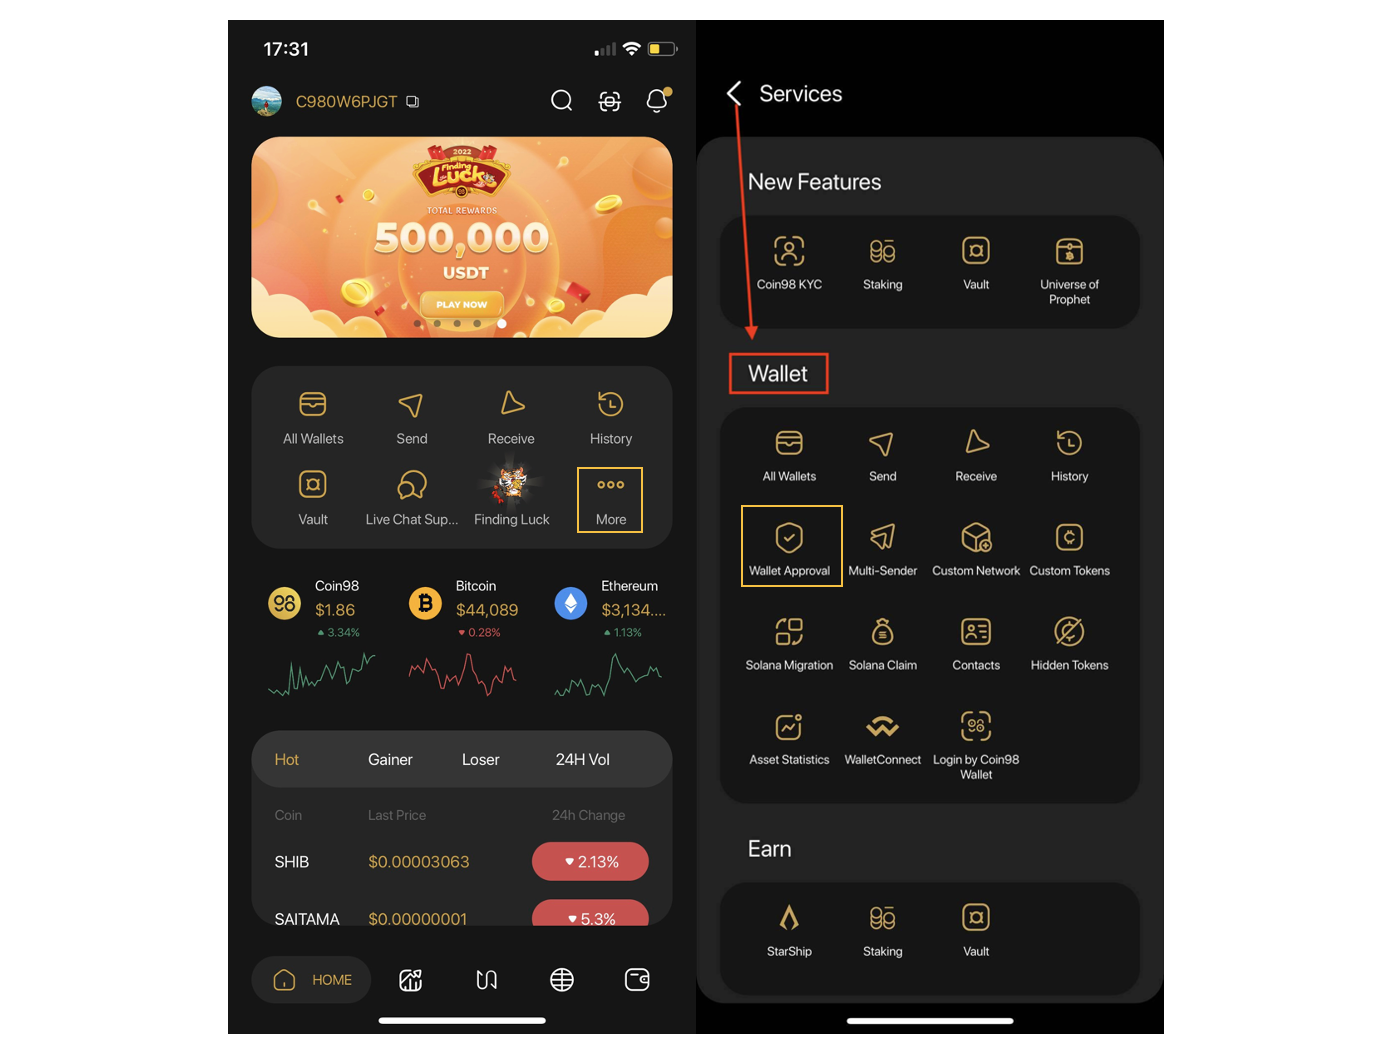 17:31
C980W6PJGT
2022
Finding
Luck
TOTAL REWARDS
500,000
USDT
PLAY NOW
All Wallets
Send
Receive
History
Vault
Live Chat Sup...
Finding Luck
More
Coin98
$1.86
3.34%
Bitcoin
$44,089
0.28%
Ethereum
$3,134....
1.13%
Hot
Gainer
Loser
24H Vol
Coin
Last Price
24h Change
SHIB
$0.00003063
2.13%
SAITAMA
$0.00000001
5.3%
HOME
Services
New Features
Coin98 KYC
Staking
Vault
Universe of
Prophet
Wallet
All Wallets
Send
Receive
History
Wallet Approval
Multi-Sender
Custom Network
Custom Tokens
Solana Migration
Solana Claim
Contacts
Hidden Tokens
Asset Statistics
WalletConnect
Login by Coin98
Wallet
Earn
StarShip
Staking
Vault